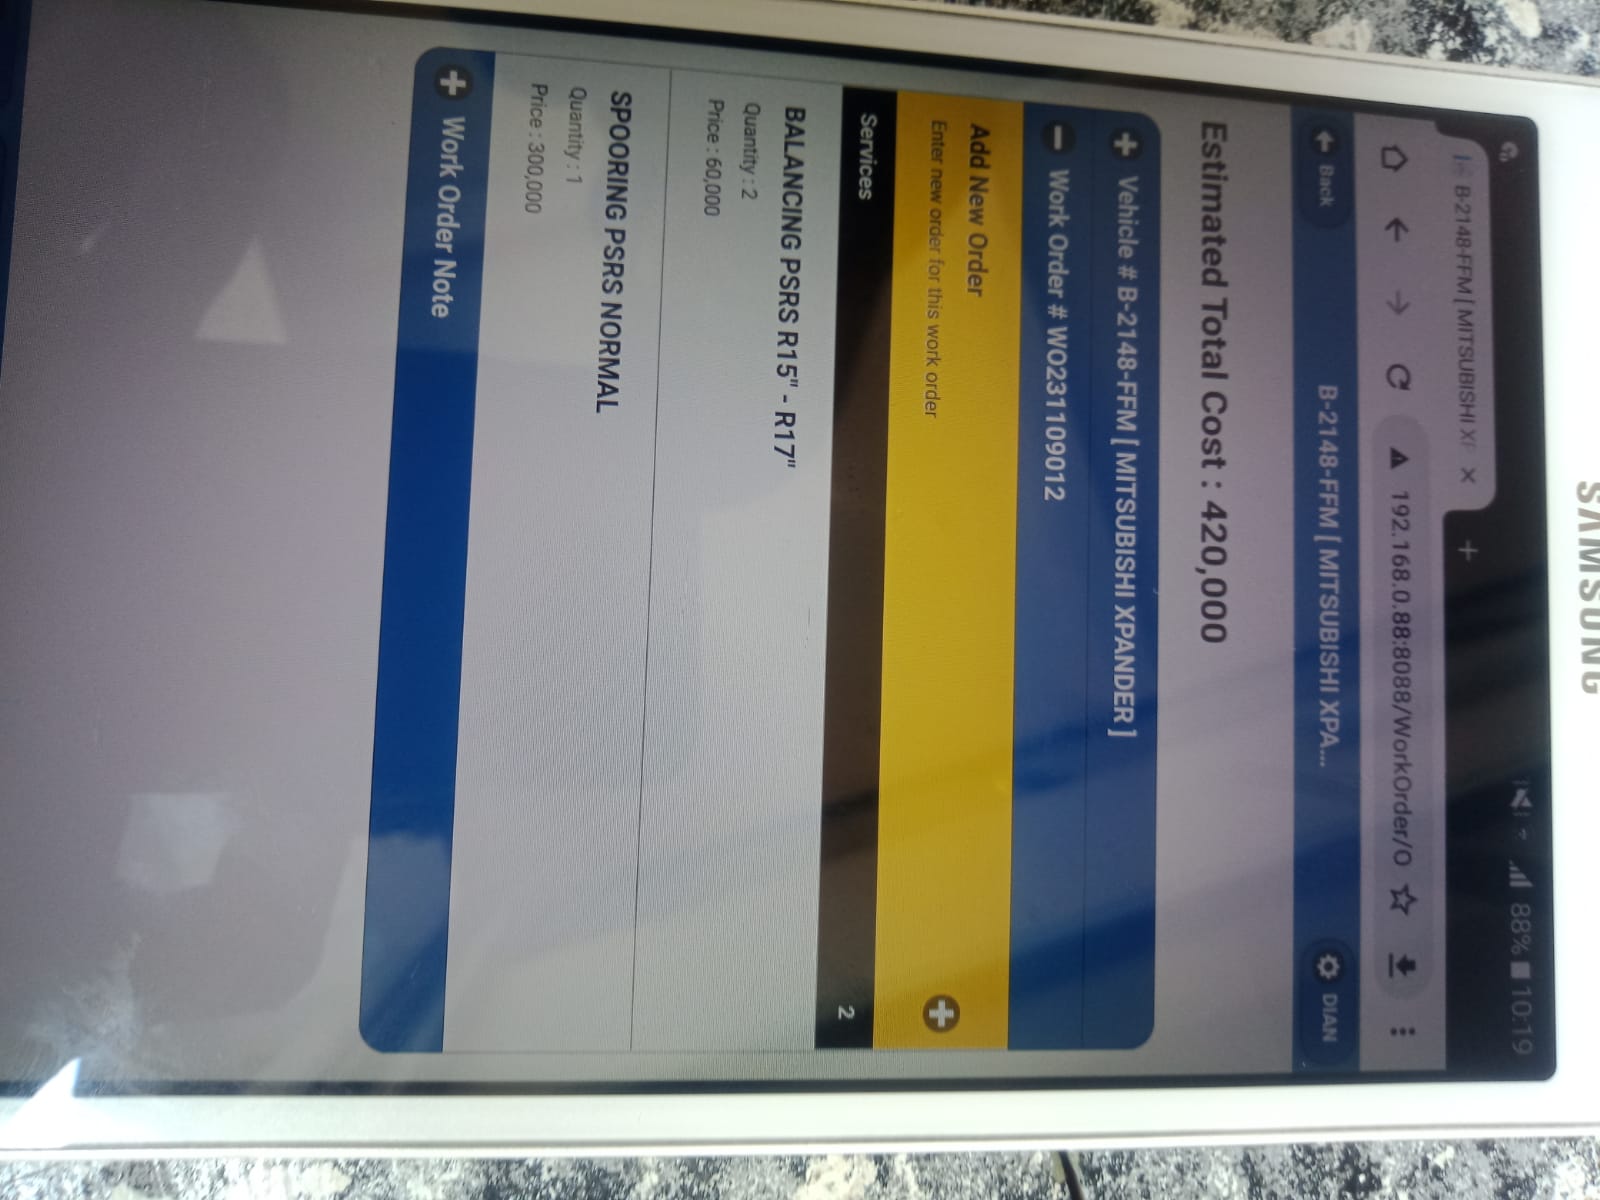 SAMSUNG
88% 10:19
B-2148-FFM [ MITSUBISHI XP
192.168.0.88:8088/WorkOrder/O
Back
B-2148-FFM [ MITSUBISHI XPA...
DIAN
Estimated Total Cost : 420,000
Vehicle # B-2148-FFM [ MITSUBISHI XPANDER ]
Work Order # WO231109012
Add New Order
Enter new order for this work order
Services 2
BALANCING PSRS R15" - R17"
Quantity : 2
Price : 60,000
SPOORING PSRS NORMAL
Quantity : 1
Price : 300,000
Work Order Note